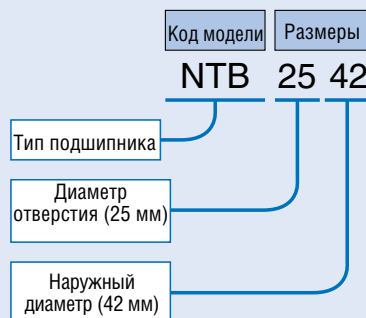 Код модели Размеры
NTB 25 42
Тип подшипника
Диаметр
отверстия (25 мм)
Наружный
диаметр (42 мм)